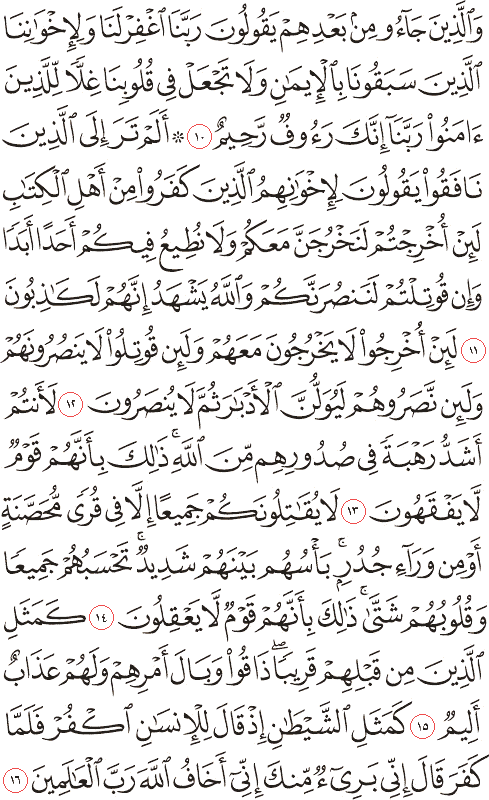 وَٱلَّذِينَ جَآءُو مِنۢ بَعْدِهِمْ يَقُولُونَ رَبَّنَا ٱغْفِرْ لَنَا وَلِإِخْوَٰنِنَا
ٱلَّذِينَ سَبَقُونَا بِٱلْإِيمَٰنِ وَلَا تَجْعَلْ فِى قُلُوبِنَا غِلًّا لِّلَّذِينَ
ءَامَنُوا۟ رَبَّنَآ إِنَّكَ رَءُوفٌ رَّحِيمٌ ١٠ ۞ أَلَمْ تَرَ إِلَى ٱلَّذِينَ
نَافَقُوا۟ يَقُولُونَ لِإِخْوَٰنِهِمُ ٱلَّذِينَ كَفَرُوا۟ مِنْ أَهْلِ ٱلْكِتَٰبِ
لَئِنْ أُخْرِجْتُمْ لَنَخْرُجَنَّ مَعَكُمْ وَلَا نُطِيعُ فِيكُمْ أَحَدًا أَبَدًا
وَإِن قُوتِلْتُمْ لَنَنصُرَنَّكُمْ وَٱللَّهُ يَشْهَدُ إِنَّهُمْ لَكَٰذِبُونَ
١١ لَئِنْ أُخْرِجُوا۟ لَا يَخْرُجُونَ مَعَهُمْ وَلَئِن قُوتِلُوا۟ لَا يَنصُرُونَهُمْ
وَلَئِن نَّصَرُوهُمْ لَيُوَلُّنَّ ٱلْأَدْبَٰرَ ثُمَّ لَا يُنصَرُونَ ١٢ لَأَنتُمْ
أَشَدُّ رَهْبَةً فِى صُدُورِهِم مِّنَ ٱللَّهِ ۚ ذَٰلِكَ بِأَنَّهُمْ قَوْمٌ
لَّا يَفْقَهُونَ ١٣ لَا يُقَٰتِلُونَكُمْ جَمِيعًا إِلَّا فِى قُرًى مُّحَصَّنَةٍ
أَوْ مِن وَرَآءِ جُدُرٍۭ ۚ بَأْسُهُم بَيْنَهُمْ شَدِيدٌ ۚ تَحْسَبُهُمْ جَمِيعًا
وَقُلُوبُهُمْ شَتَّىٰ ۚ ذَٰلِكَ بِأَنَّهُمْ قَوْمٌ لَّا يَعْقِلُونَ ١٤ كَمَثَلِ
ٱلَّذِينَ مِن قَبْلِهِمْ قَرِيبًا ۖ ذَاقُوا۟ وَبَالَ أَمْرِهِمْ وَلَهُمْ عَذَابٌ
أَلِيمٌ ١٥ كَمَثَلِ ٱلشَّيْطَٰنِ إِذْ قَالَ لِلْإِنسَٰنِ ٱكْفُرْ فَلَمَّا
كَفَرَ قَالَ إِنِّى بَرِىٓءٌ مِّنكَ إِنِّىٓ أَخَافُ ٱللَّهَ رَبَّ ٱلْعَٰلَمِينَ ١٦